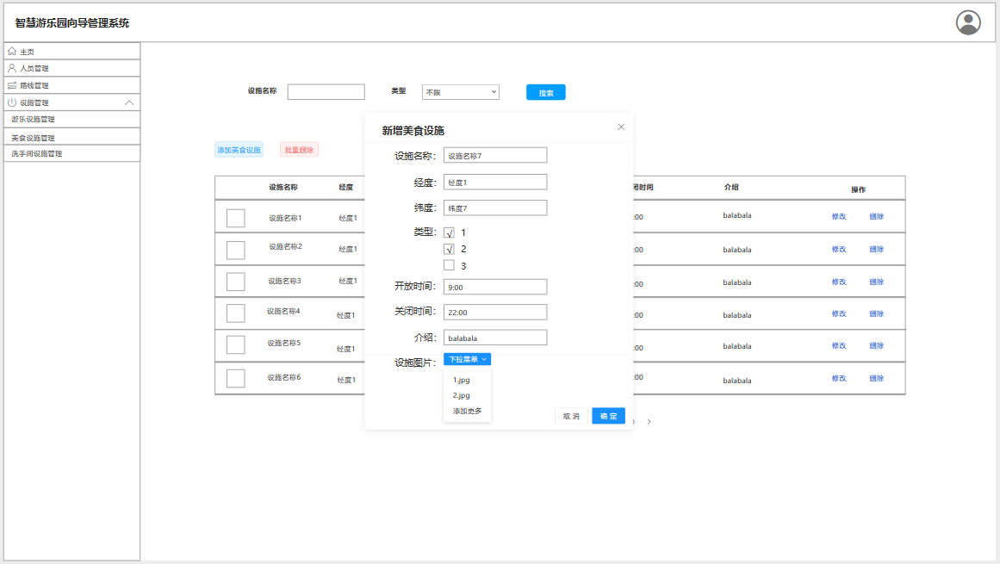 智慧游乐园向导管理系统
主页
人员管理
路线管理
设施管理
游乐设施管理
美食设施管理
洗手间设施管理
设施名称 类型 不限 搜索
添加美食设施 批量删除
设施名称 经度 闭时间 介绍 操作
设施名称1 经度1 :00 balabala 修改 删除
设施名称2 经度1 :00 balabala 修改 删除
设施名称3 经度1 :00 balabala 修改 删除
设施名称4 经度1 :00 balabala 修改 删除
设施名称5 经度1 :00 balabala 修改 删除
设施名称6 经度1 :00 balabala 修改 删除
新增美食设施
设施名称: 设施名称7
经度: 经度1
纬度: 纬度7
类型: √ 1
√ 2
3
开放时间: 9:00
关闭时间: 22:00
介绍: balabala
设施图片: 下拉菜单
1.jpg
2.jpg
添加更多
取 消 确 定